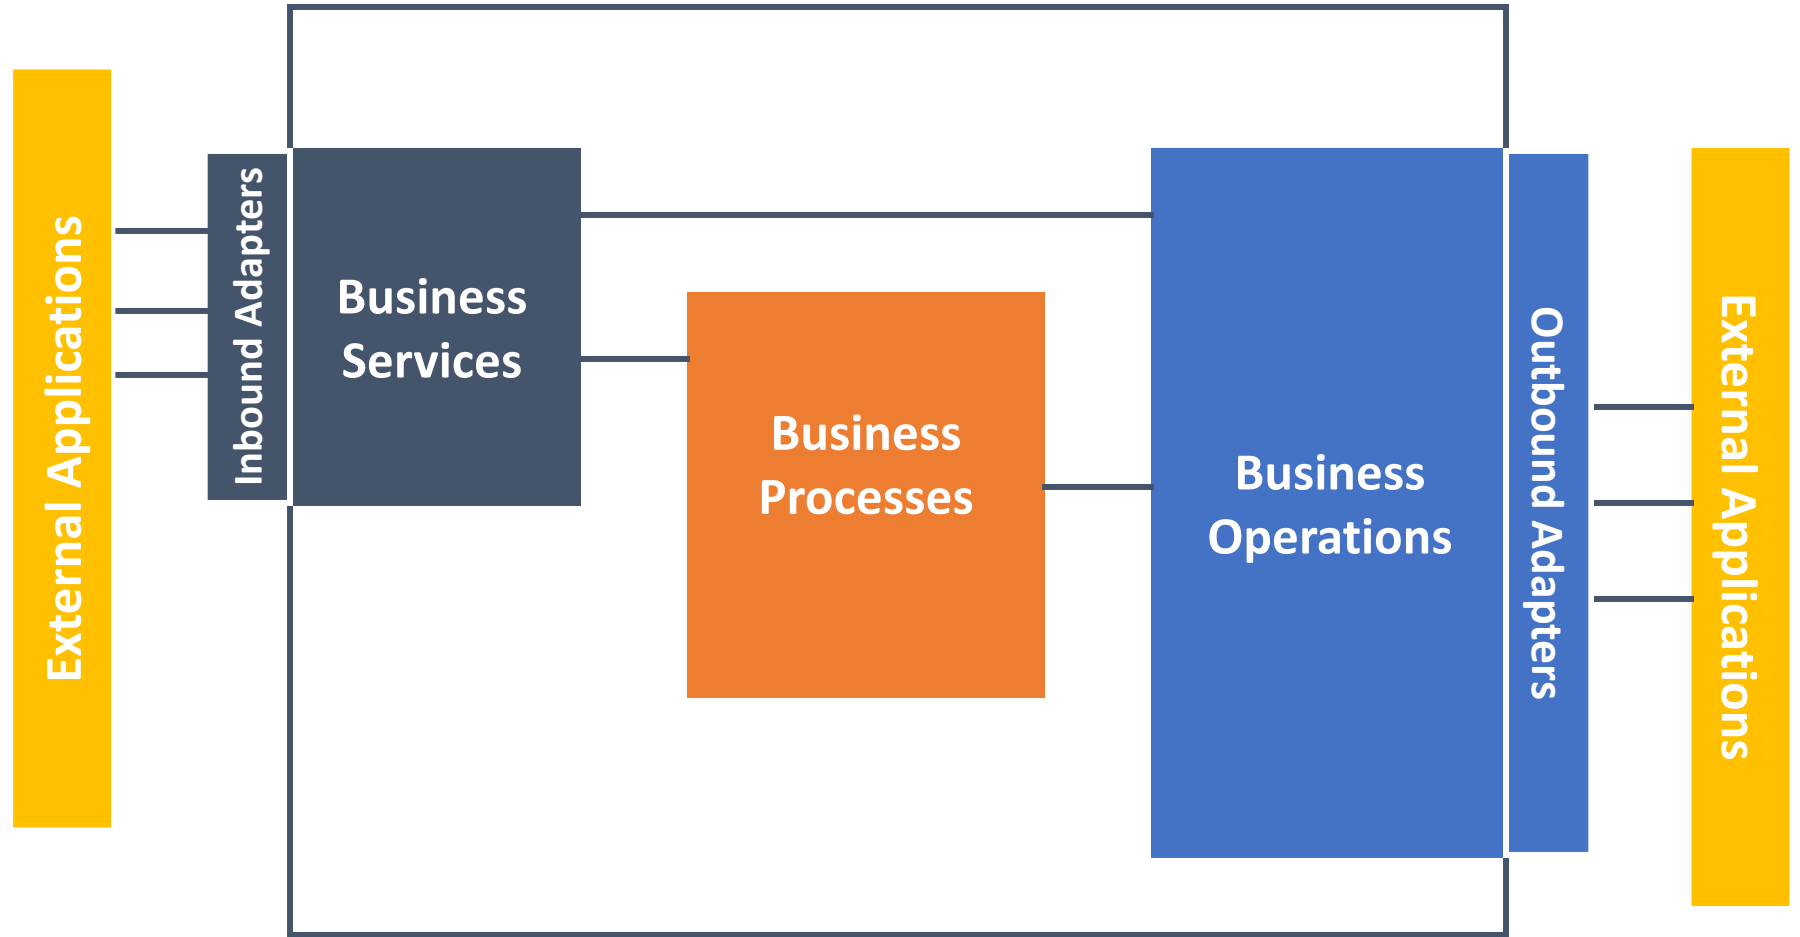 External Applications
Inbound Adapters
Business
Services
Business
Processes
Business
Operations
Outbound Adapters
External Applications